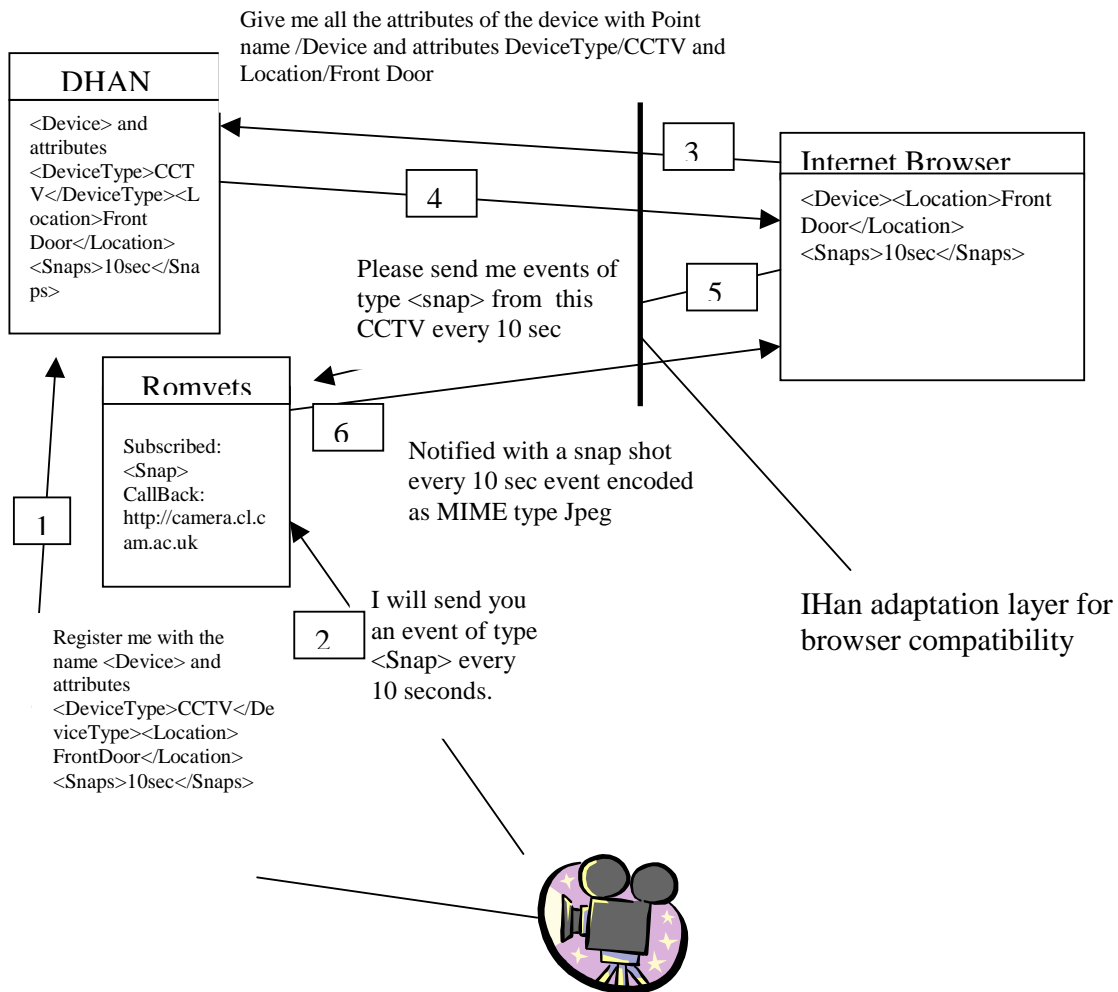 Give me all the attributes of the device with Point
name /Device and attributes DeviceType/CCTV and
Location/Front Door
DHAN
<Device> and
attributes
<DeviceType>CCT
V</DeviceType><L
ocation>Front
Door</Location>
<Snaps>10sec</Sna
ps>
3
4
Internet Browser
<Device><Location>Front
Door</Location>
<Snaps>10sec</Snaps>
Please send me events of
type <snap> from this
CCTV every 10 sec
5
Romvets
Subscribed:
<Snap>
CallBack:
http://camera.cl.c
am.ac.uk
6
Notified with a snap shot
every 10 sec event encoded
as MIME type Jpeg
1
2
I will send you
an event of type
<Snap> every
10 seconds.
IHan adaptation layer for
browser compatibility
Register me with the
name <Device> and
attributes
<DeviceType>CCTV</De
viceType><Location>
FrontDoor</Location>
<Snaps>10sec</Snaps>